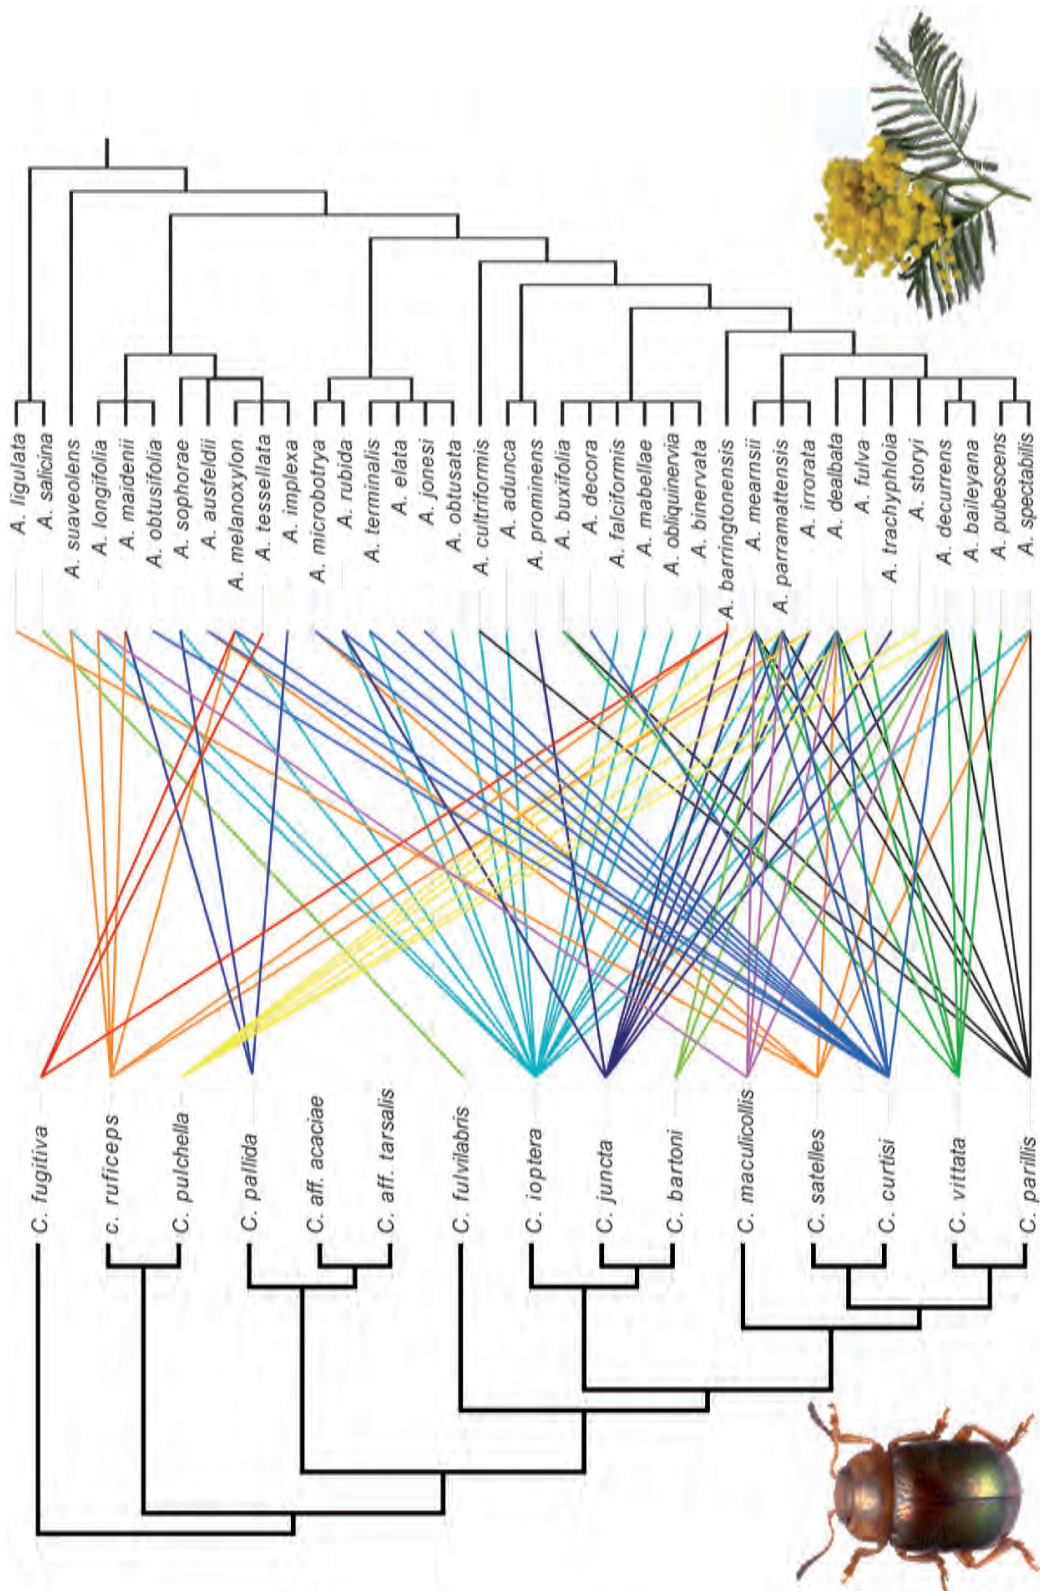 A. ligulata
A. salicina
A. suaveolens
A. longifolia
A. maidenii
A. obtusifolia
A. sophorae
A. ausfeldii
A. melanoxylon
A. tessellata
A. implexa
A. microbotrya
A. rubida
A. terminalis
A. elata
A. jonesi
A. obtusata
A. cultriformis
A. adunca
A. prominens
A. buxifolia
A. decora
A. falciformis
A. mabellae
A. obliquinervia
A. binervata
A. barringtonensis
A. mearnsii
A. parramattensis
A. irrorata
A. dealbata
A. fulva
A. trachyphloia
A. storyi
A. decurrens
A. baileyana
A. pubescens
A. spectabilis
C. fugitiva
c. ruficeps
C. pulchella
C. pallida
C. aff. acaciae
C. aff. tarsalis
C. fulvilabris
C. ioptera
C. juncta
C. bartoni
C. maculicollis
C. satelles
C. curtisi
C. vittata
C. parillis